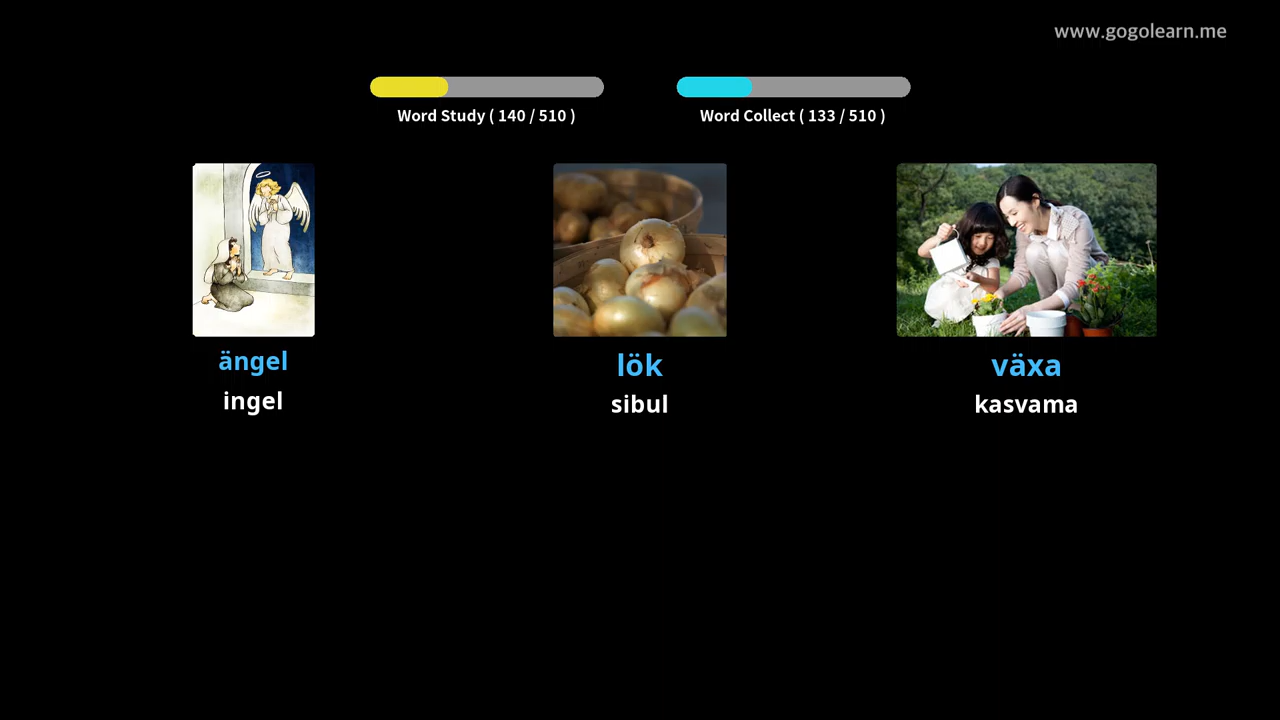 www.gogolearn.me
Word Study ( 140 / 510 )
Word Collect ( 133 / 510 )
ängel
lök
växa
ingel
sibul
kasvama